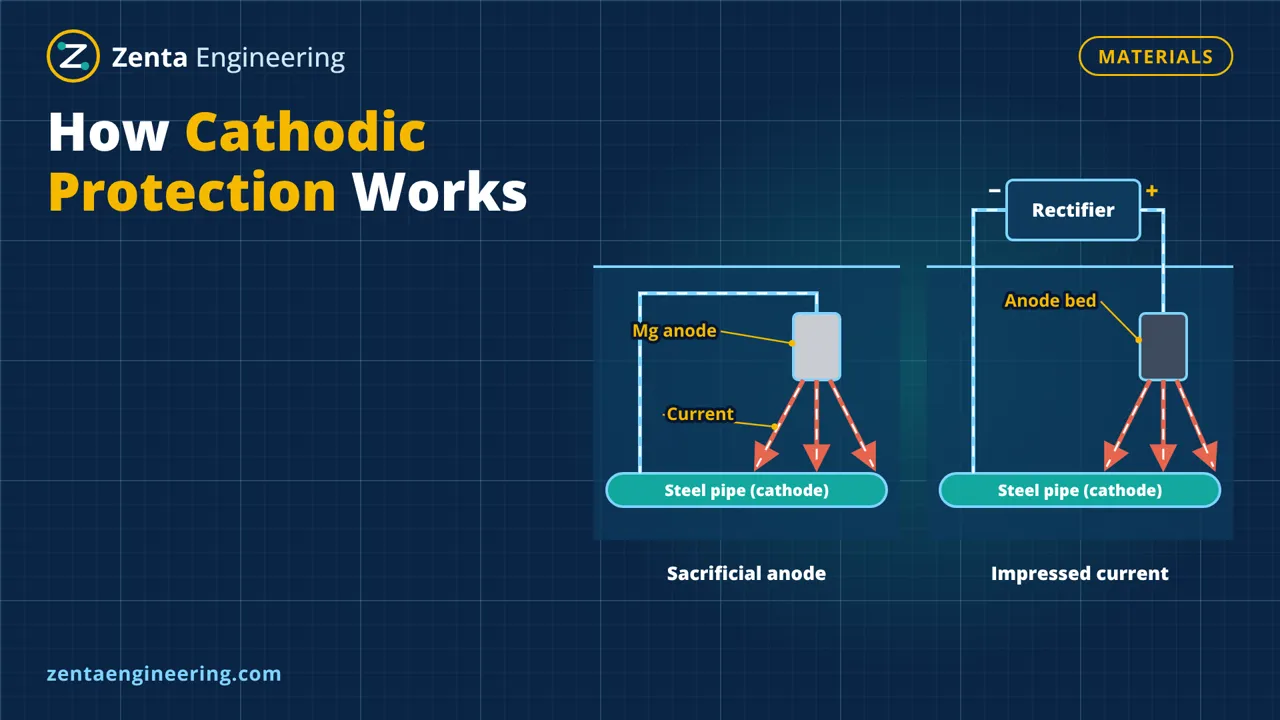 Zenta Engineering
MATERIALS
How Cathodic
Protection Works
− Rectifier +
Mg anode
Current
Steel pipe (cathode)
Sacrificial anode
Anode bed
Steel pipe (cathode)
Impressed current
zentaengineering.com